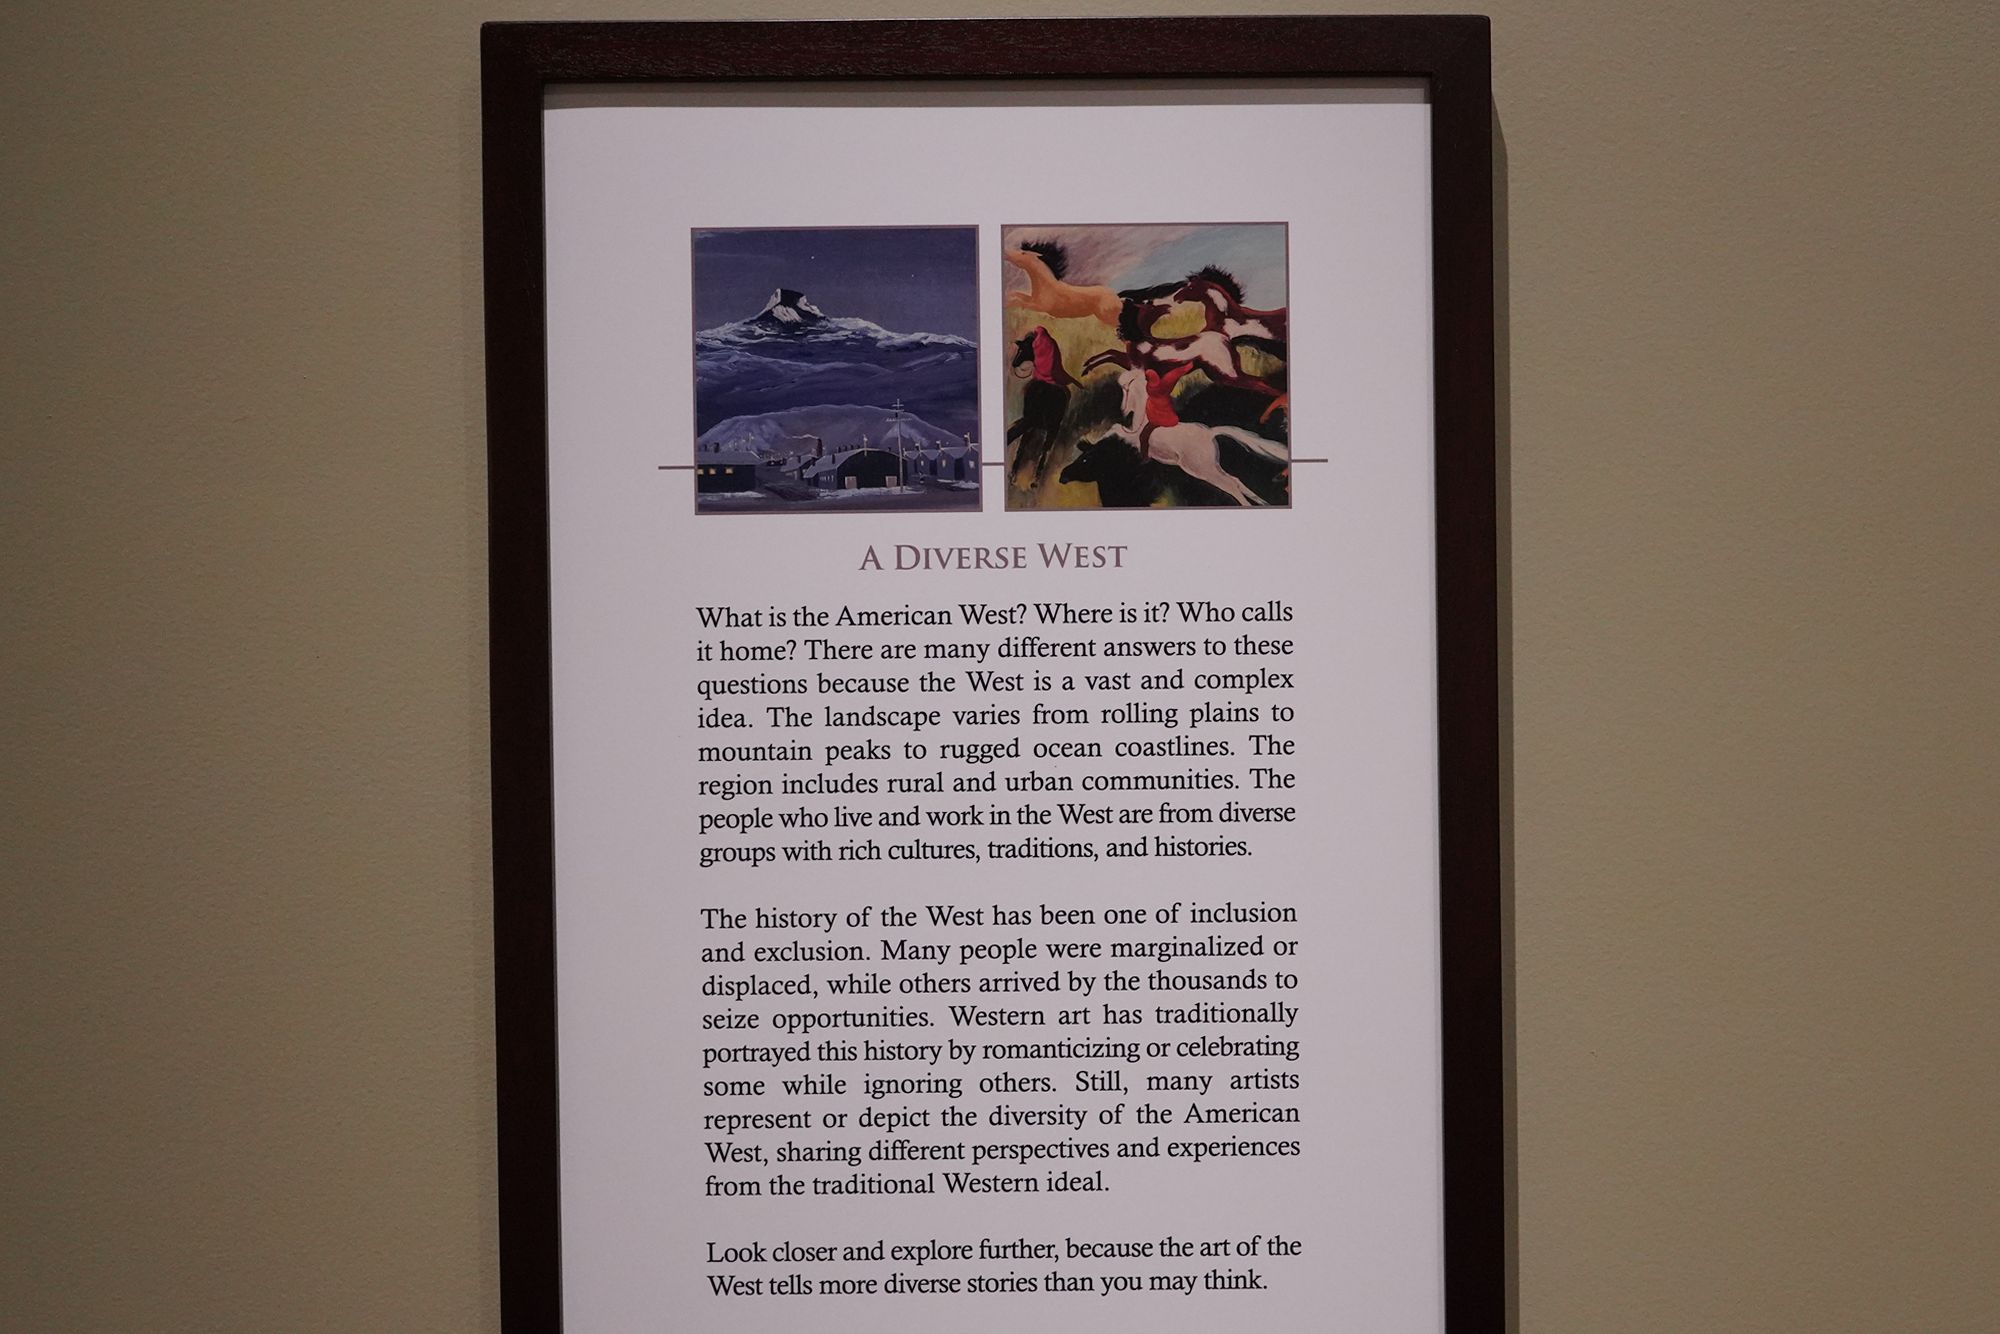 A Diverse West
What is the American West? Where is it? Who calls
it home? There are many different answers to these
questions because the West is a vast and complex
idea. The landscape varies from rolling plains to
mountain peaks to rugged ocean coastlines. The
region includes rural and urban communities. The
people who live and work in the West are from diverse
groups with rich cultures, traditions, and histories.
The history of the West has been one of inclusion
and exclusion. Many people were marginalized or
displaced, while others arrived by the thousands to
seize opportunities. Western art has traditionally
portrayed this history by romanticizing or celebrating
some while ignoring others. Still, many artists
represent or depict the diversity of the American
West, sharing different perspectives and experiences
from the traditional Western ideal.
Look closer and explore further, because the art of the
West tells more diverse stories than you may think.